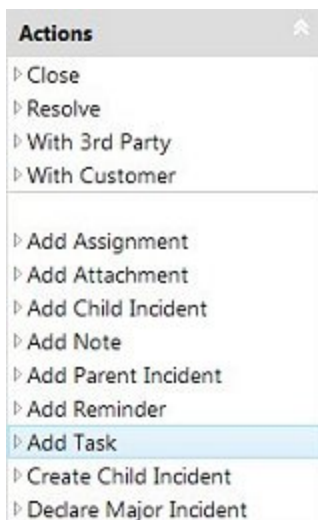 Actions
Close
Resolve
With 3rd Party
With Customer
Add Assignment
Add Attachment
Add Child Incident
Add Note
Add Parent Incident
Add Reminder
Add Task
Create Child Incident
Declare Major Incident